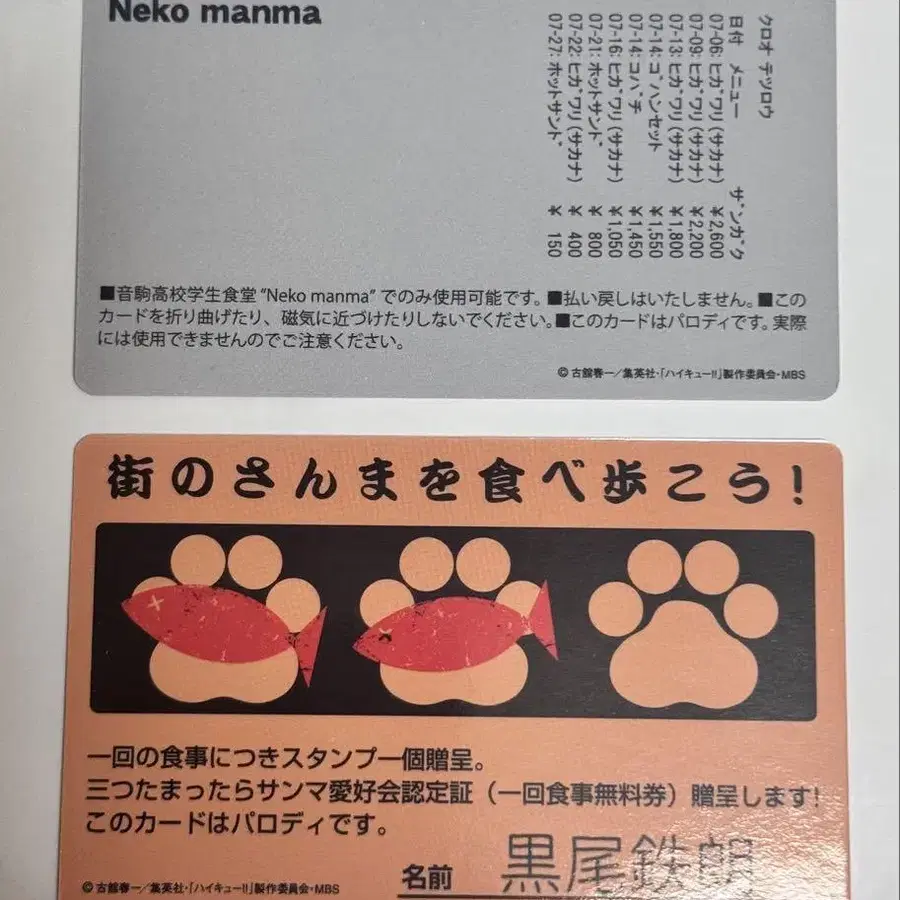 Neko manma
クロオ テツロウ
日付 メニュー ザンガク
07-06: ヒガワリ(サカナ) ¥2,600
07-09: ヒガワリ(サカナ) ¥2,200
07-13: ヒガワリ(サカナ) ¥1,800
07-14: ゴハンセット ¥1,550
07-14: コバチ ¥1,450
07-16: ヒガワリ(サカナ) ¥1,050
07-21: ホットサンド ¥ 800
07-22: ヒガワリ(サカナ) ¥ 400
07-27: ホットサンド ¥ 150
■音駒高校学生食堂“Neko manma”でのみ使用可能です。■払い戻しはいたしません。■この
カードを折り曲げたり、磁気に近づけたりしないでください。■このカードはパロディです。実際
には使用できませんのでご注意ください。
© 古舘春一／集英社・「ハイキュー!!」製作委員会・MBS
街のさんまを食べ歩こう!
一回の食事につきスタンプ一個贈呈。
三つたまったらサンマ愛好会認定証（一回食事無料券）贈呈します!
このカードはパロディです。
名前 黒尾鉄朗
© 古舘春一／集英社・「ハイキュー!!」製作委員会・MBS